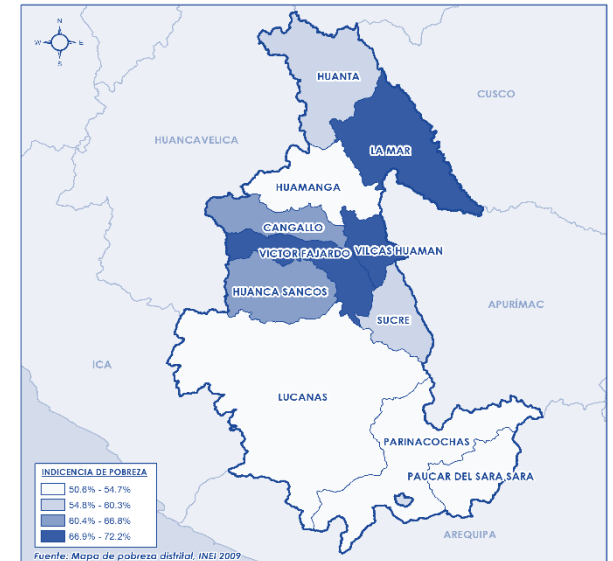 N
W
E
S
HUANTA
CUSCO
HUANCAVELICA
LA MAR
HUAMANGA
CANGALLO
VICTOR FAJARDO
VILCAS HUAMAN
HUANCA SANCOS
APURÍMAC
SUCRE
ICA
LUCANAS
PARINACOCHAS
PAUCAR DEL SARA SARA
AREQUIPA
INDICENCIA DE POBREZA
50.6% - 54.7%
54.8% - 60.3%
60.4% - 66.8%
66.9% - 72.2%
Fuente: Mapa de pobreza distrital, INEI 2009